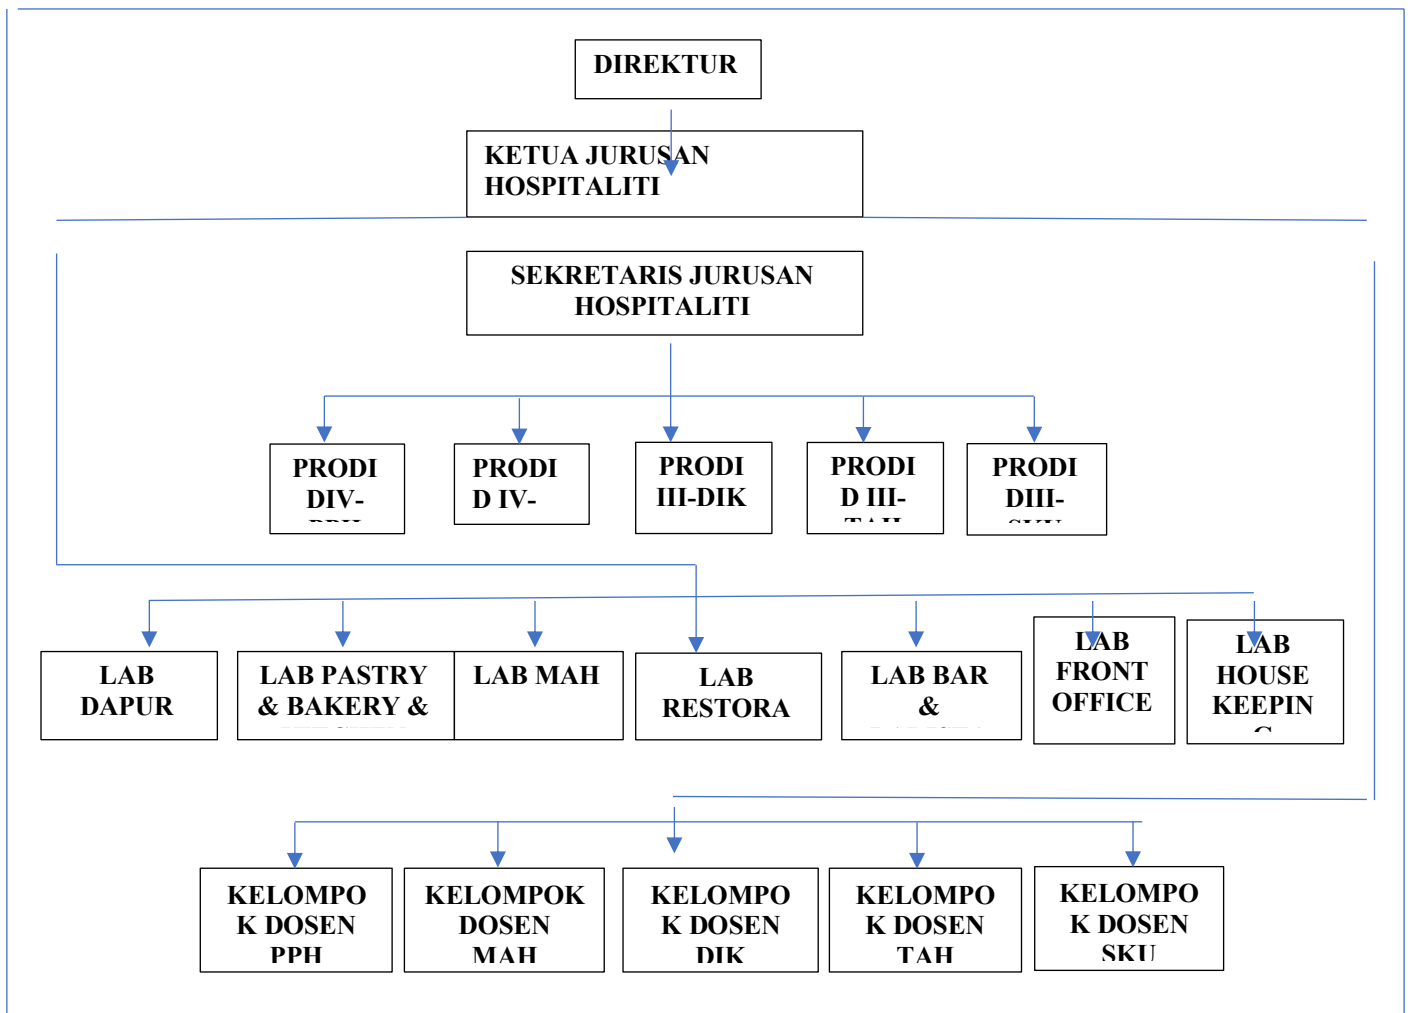 DIREKTUR
KETUA JURUSAN
HOSPITALITI
SEKRETARIS JURUSAN
HOSPITALITI
PRODI
DIV-
PRODI
D IV-
PRODI
III-DIK
PRODI
D III-
TAH
PRODI
DIII-
SKU
LAB
DAPUR
LAB PASTRY
& BAKERY &
LAB MAH
LAB
RESTORA
LAB BAR
&
LAB
FRONT
OFFICE
LAB
HOUSE
KEEPIN
G
KELOMPO
K DOSEN
PPH
KELOMPOK
DOSEN
MAH
KELOMPO
K DOSEN
DIK
KELOMPO
K DOSEN
TAH
KELOMPO
K DOSEN
SKU